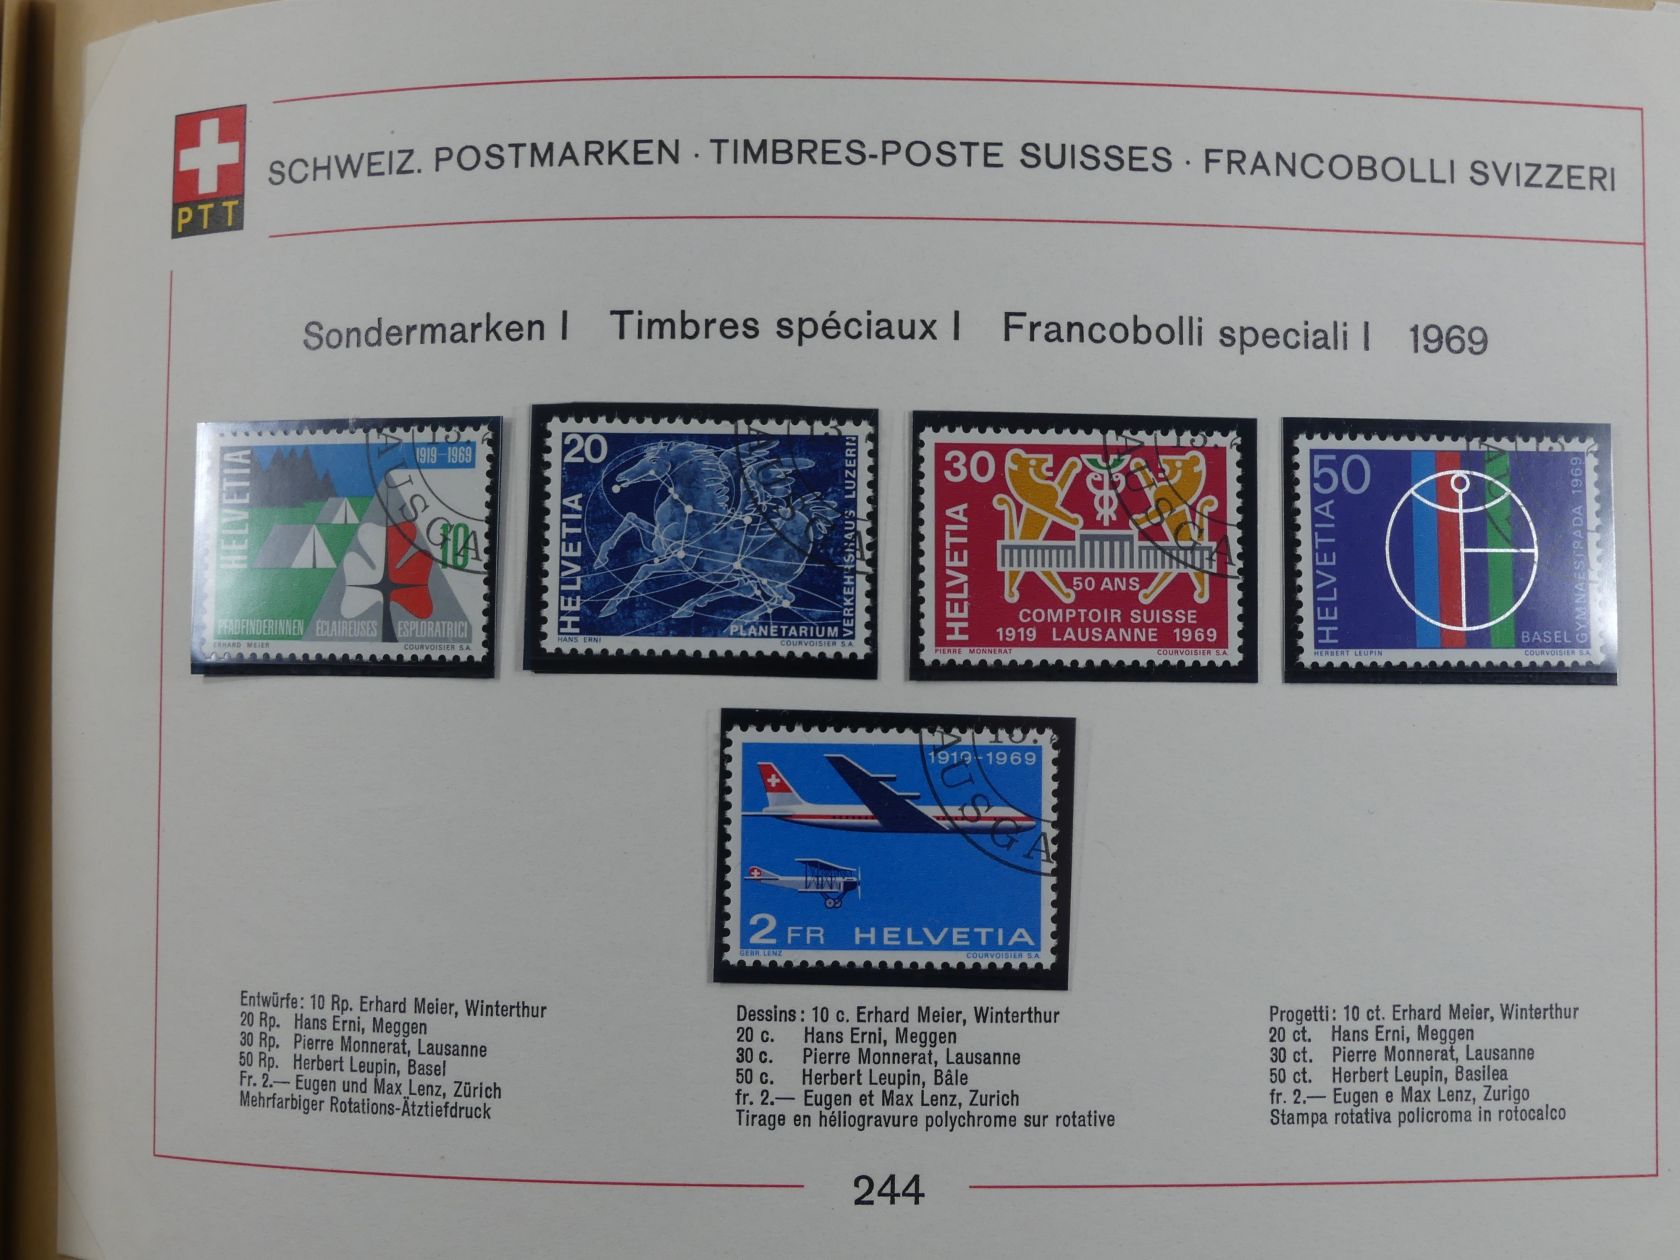 PTT
SCHWEIZ. POSTMARKEN · TIMBRES-POSTE SUISSES · FRANCOBOLLI SVIZZERI
Sondermarken I Timbres spéciaux I Francobolli speciali I 1969
HELVETIA
1919–1969
10
PFADFINDERINNEN ÉCLAIREUSES ESPLORATRICI
ERHARD MEIER COURVOISIER S.A.
AUSGA
20
HELVETIA
VERKEHRSHAUS LUZERN
PLANETARIUM
HANS ERNI COURVOISIER S.A.
AUSGA
13
30
HELVETIA
50 ANS
COMPTOIR SUISSE
1919 LAUSANNE 1969
PIERRE MONNERAT COURVOISIER S.A.
AUSGA
13.
50
HELVETIA
BASEL
GYMNAESTRADA 1969
HERBERT LEUPIN COURVOISIER S.A.
13
1919–1969
2 FR HELVETIA
GEBR. LENZ COURVOISIER S.A.
AUSGA
Entwürfe: 10 Rp. Erhard Meier, Winterthur
20 Rp. Hans Erni, Meggen
30 Rp. Pierre Monnerat, Lausanne
50 Rp. Herbert Leupin, Basel
Fr. 2.— Eugen und Max Lenz, Zürich
Mehrfarbiger Rotations-Ätztiefdruck
Dessins: 10 c. Erhard Meier, Winterthur
20 c. Hans Erni, Meggen
30 c. Pierre Monnerat, Lausanne
50 c. Herbert Leupin, Bâle
fr. 2.— Eugen et Max Lenz, Zurich
Tirage en héliogravure polychrome sur rotative
Progetti: 10 ct. Erhard Meier, Winterthur
20 ct. Hans Erni, Meggen
30 ct. Pierre Monnerat, Lausanne
50 ct. Herbert Leupin, Basilea
fr. 2.— Eugen e Max Lenz, Zurigo
Stampa rotativa policroma in rotocalco
244